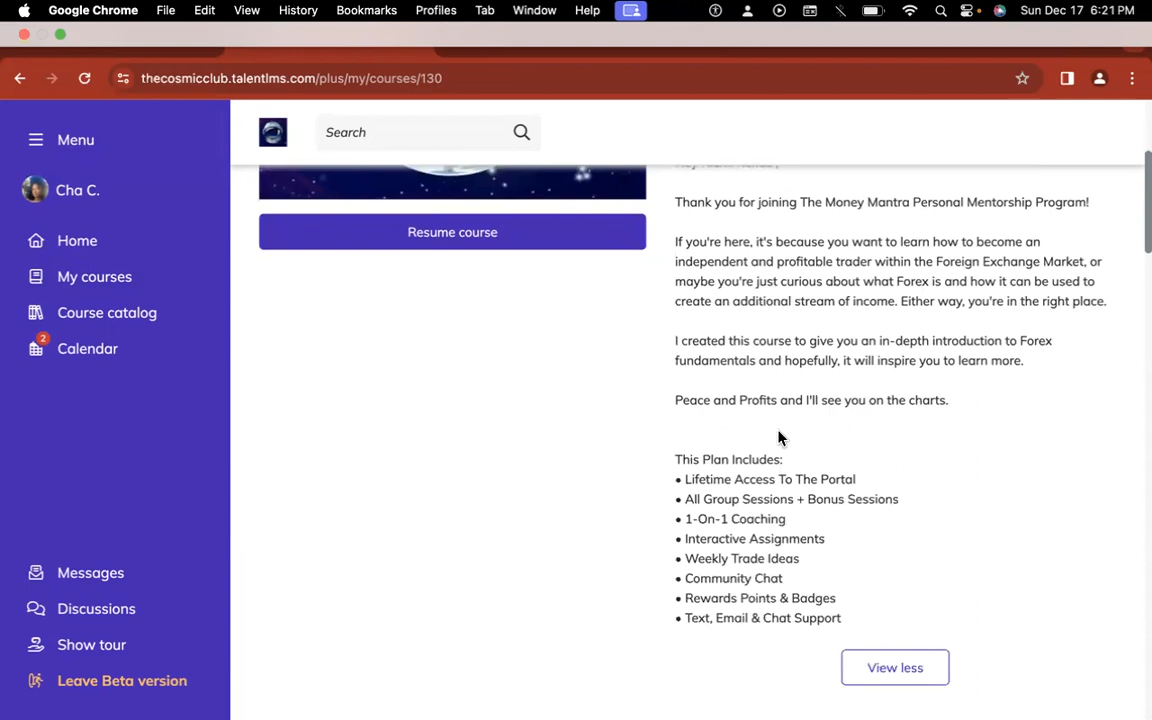 Google Chrome File Edit View History Bookmarks Profiles Tab Window Help Sun Dec 17 6:21 PM
thecosmicclub.talentlms.com/plus/my/courses/130
Menu
Search
Cha C.
Home
My courses
Course catalog
2
Calendar
Messages
Discussions
Show tour
Leave Beta version
Resume course
Thank you for joining The Money Mantra Personal Mentorship Program!
If you're here, it's because you want to learn how to become an
independent and profitable trader within the Foreign Exchange Market, or
maybe you're just curious about what Forex is and how it can be used to
create an additional stream of income. Either way, you're in the right place.
I created this course to give you an in-depth introduction to Forex
fundamentals and hopefully, it will inspire you to learn more.
Peace and Profits and I'll see you on the charts.
This Plan Includes:
• Lifetime Access To The Portal
• All Group Sessions + Bonus Sessions
• 1-On-1 Coaching
• Interactive Assignments
• Weekly Trade Ideas
• Community Chat
• Rewards Points & Badges
• Text, Email & Chat Support
View less